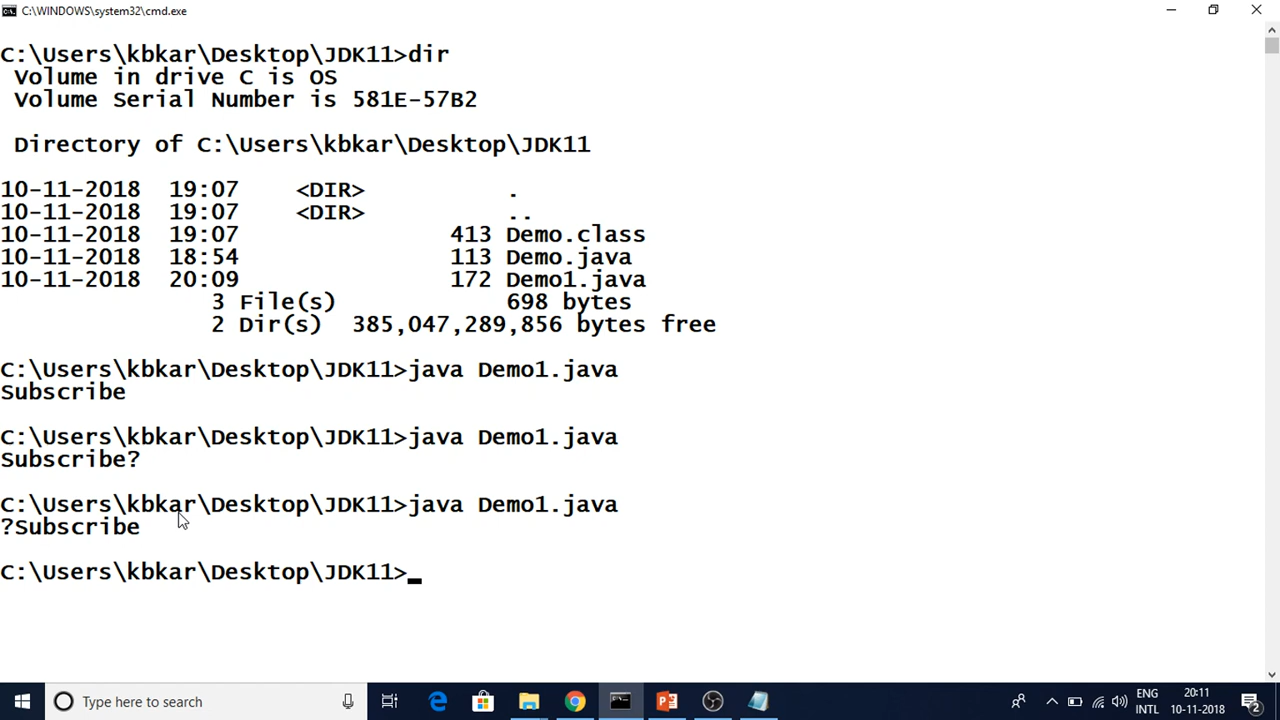 C:\WINDOWS\system32\cmd.exe
C:\Users\kbkar\Desktop\JDK11>dir
Volume in drive C is OS
Volume Serial Number is 581E-57B2
Directory of C:\Users\kbkar\Desktop\JDK11
10-11-2018 19:07 <DIR> .
10-11-2018 19:07 <DIR> ..
10-11-2018 19:07 413 Demo.class
10-11-2018 18:54 113 Demo.java
10-11-2018 20:09 172 Demo1.java
3 File(s) 698 bytes
2 Dir(s) 385,047,289,856 bytes free
C:\Users\kbkar\Desktop\JDK11>java Demo1.java
Subscribe
C:\Users\kbkar\Desktop\JDK11>java Demo1.java
Subscribe?
C:\Users\kbkar\Desktop\JDK11>java Demo1.java
?Subscribe
C:\Users\kbkar\Desktop\JDK11>
Type here to search
ENG
INTL
20:11
10-11-2018
2